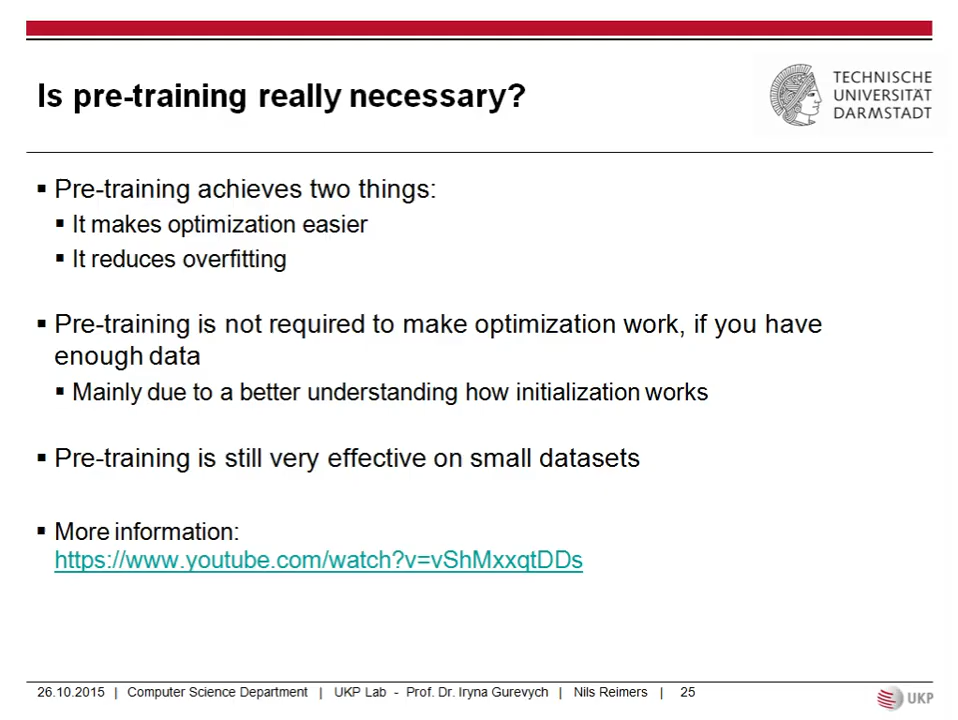 Is pre-training really necessary?
TECHNISCHE
UNIVERSITÄT
DARMSTADT
▪ Pre-training achieves two things:
▪ It makes optimization easier
▪ It reduces overfitting
▪ Pre-training is not required to make optimization work, if you have
enough data
▪ Mainly due to a better understanding how initialization works
▪ Pre-training is still very effective on small datasets
▪ More information:
https://www.youtube.com/watch?v=vShMxxqtDDs
26.10.2015 | Computer Science Department | UKP Lab - Prof. Dr. Iryna Gurevych | Nils Reimers | 25
UKP